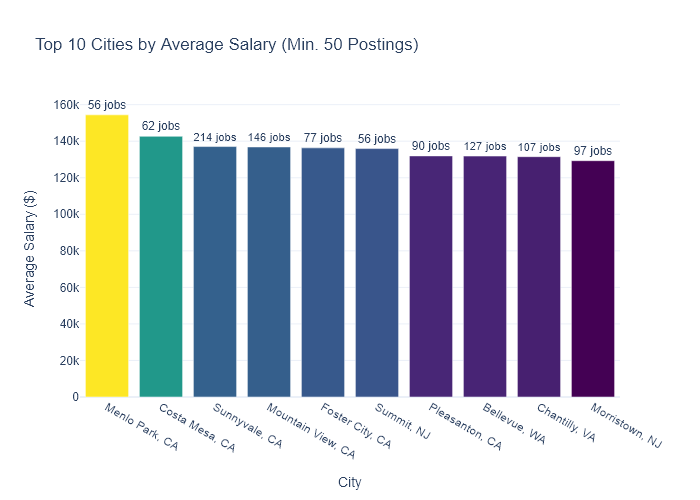 Top 10 Cities by Average Salary (Min. 50 Postings)
56 jobs
62 jobs
214 jobs
146 jobs
77 jobs
56 jobs
90 jobs
127 jobs
107 jobs
97 jobs
160k
140k
120k
100k
80k
60k
40k
20k
0
Average Salary ($)
Menlo Park, CA
Costa Mesa, CA
Sunnyvale, CA
Mountain View, CA
Foster City, CA
Summit, NJ
Pleasanton, CA
Bellevue, WA
Chantilly, VA
Morristown, NJ
City